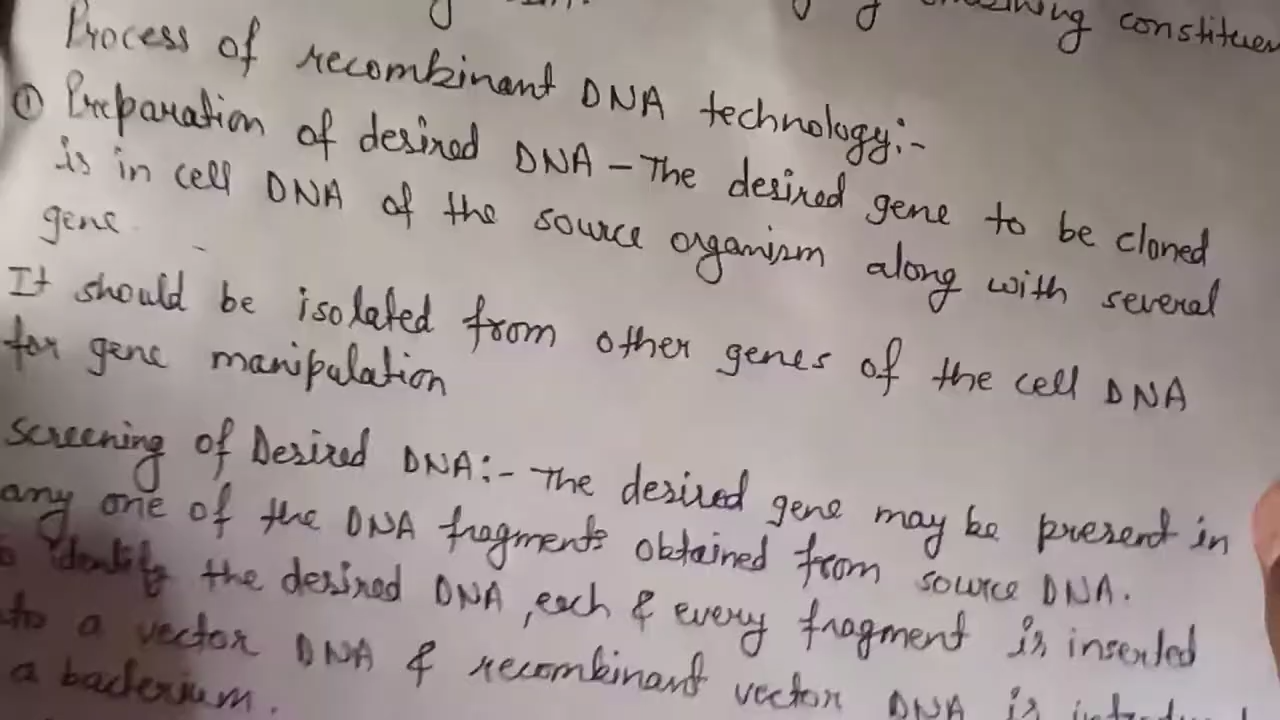 constituen
Process of recombinant DNA technology:-
① Preparation of desired DNA - The desired gene to be cloned
is in cell DNA of the source organism along with several
gene
It should be isolated from other genes of the cell DNA
for gene manipulation
Screening of Desired DNA:- The desired gene may be present in
any one of the DNA fragments obtained from source DNA.
identify the desired DNA, each & every fragment is inserted
to a vector DNA & recombinant vector DNA is
a bacterium.